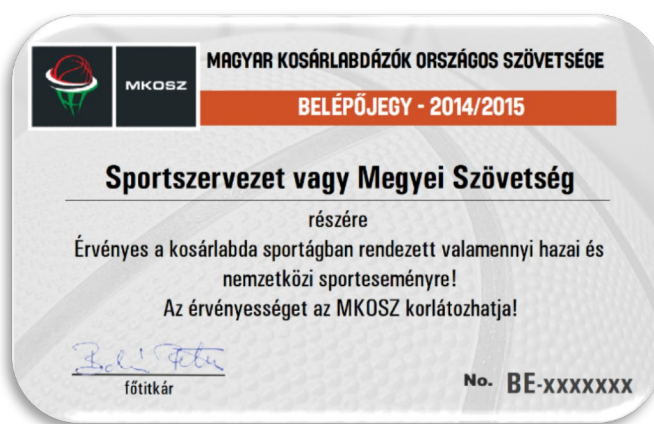 MKOSZ
MAGYAR KOSÁRLABDÁZÓK ORSZÁGOS SZÖVETSÉGE
BELÉPŐJEGY - 2014/2015
Sportszervezet vagy Megyei Szövetség
részére
Érvényes a kosárlabda sportágban rendezett valamennyi hazai és
nemzetközi sporteseményre!
Az érvényességet az MKOSZ korlátozhatja!
főtitkár
No. BE-xxxxxxx